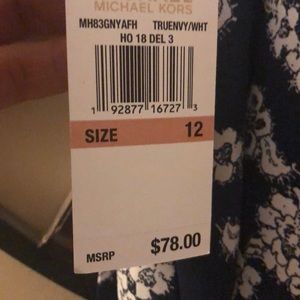 MICHAEL KORS
MH83GNYAFH TRUENVY/WHT
HO 18 DEL 3
1 92877 16727 3
SIZE 12
MSRP $78.00